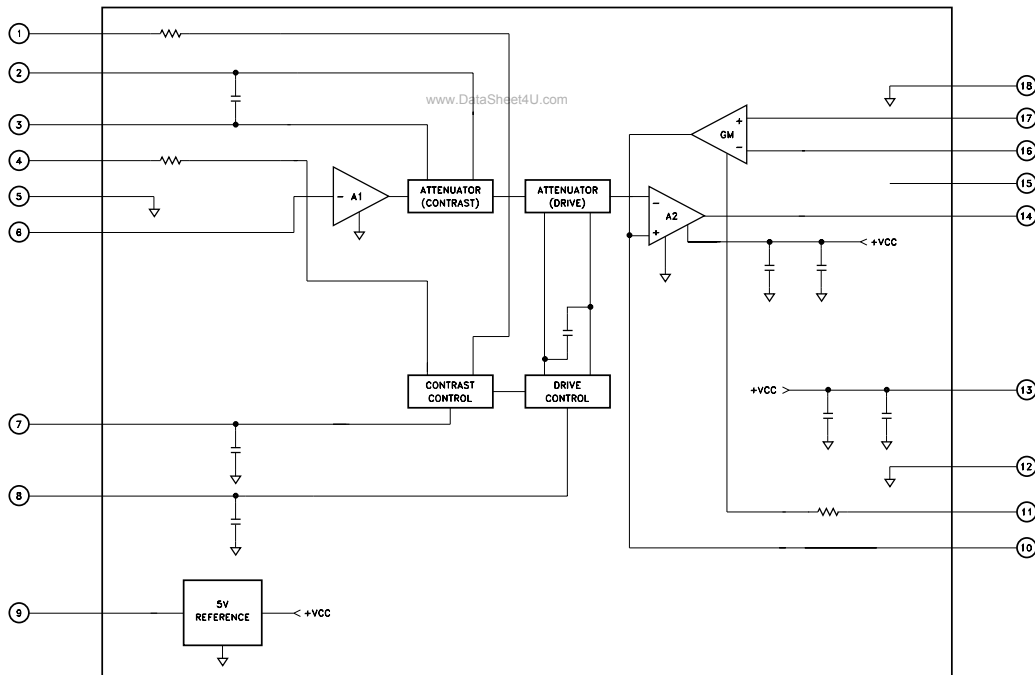 1
2
www.DataSheet4U.com
18
3
+
GM
17
4
−
16
ATTENUATOR
(CONTRAST)
ATTENUATOR
(DRIVE)
15
5
−
A1
−
A2
+
14
6
+VCC
CONTRAST
CONTROL
DRIVE
CONTROL
+VCC
13
7
12
8
11
10
5V
REFERENCE
9
+VCC